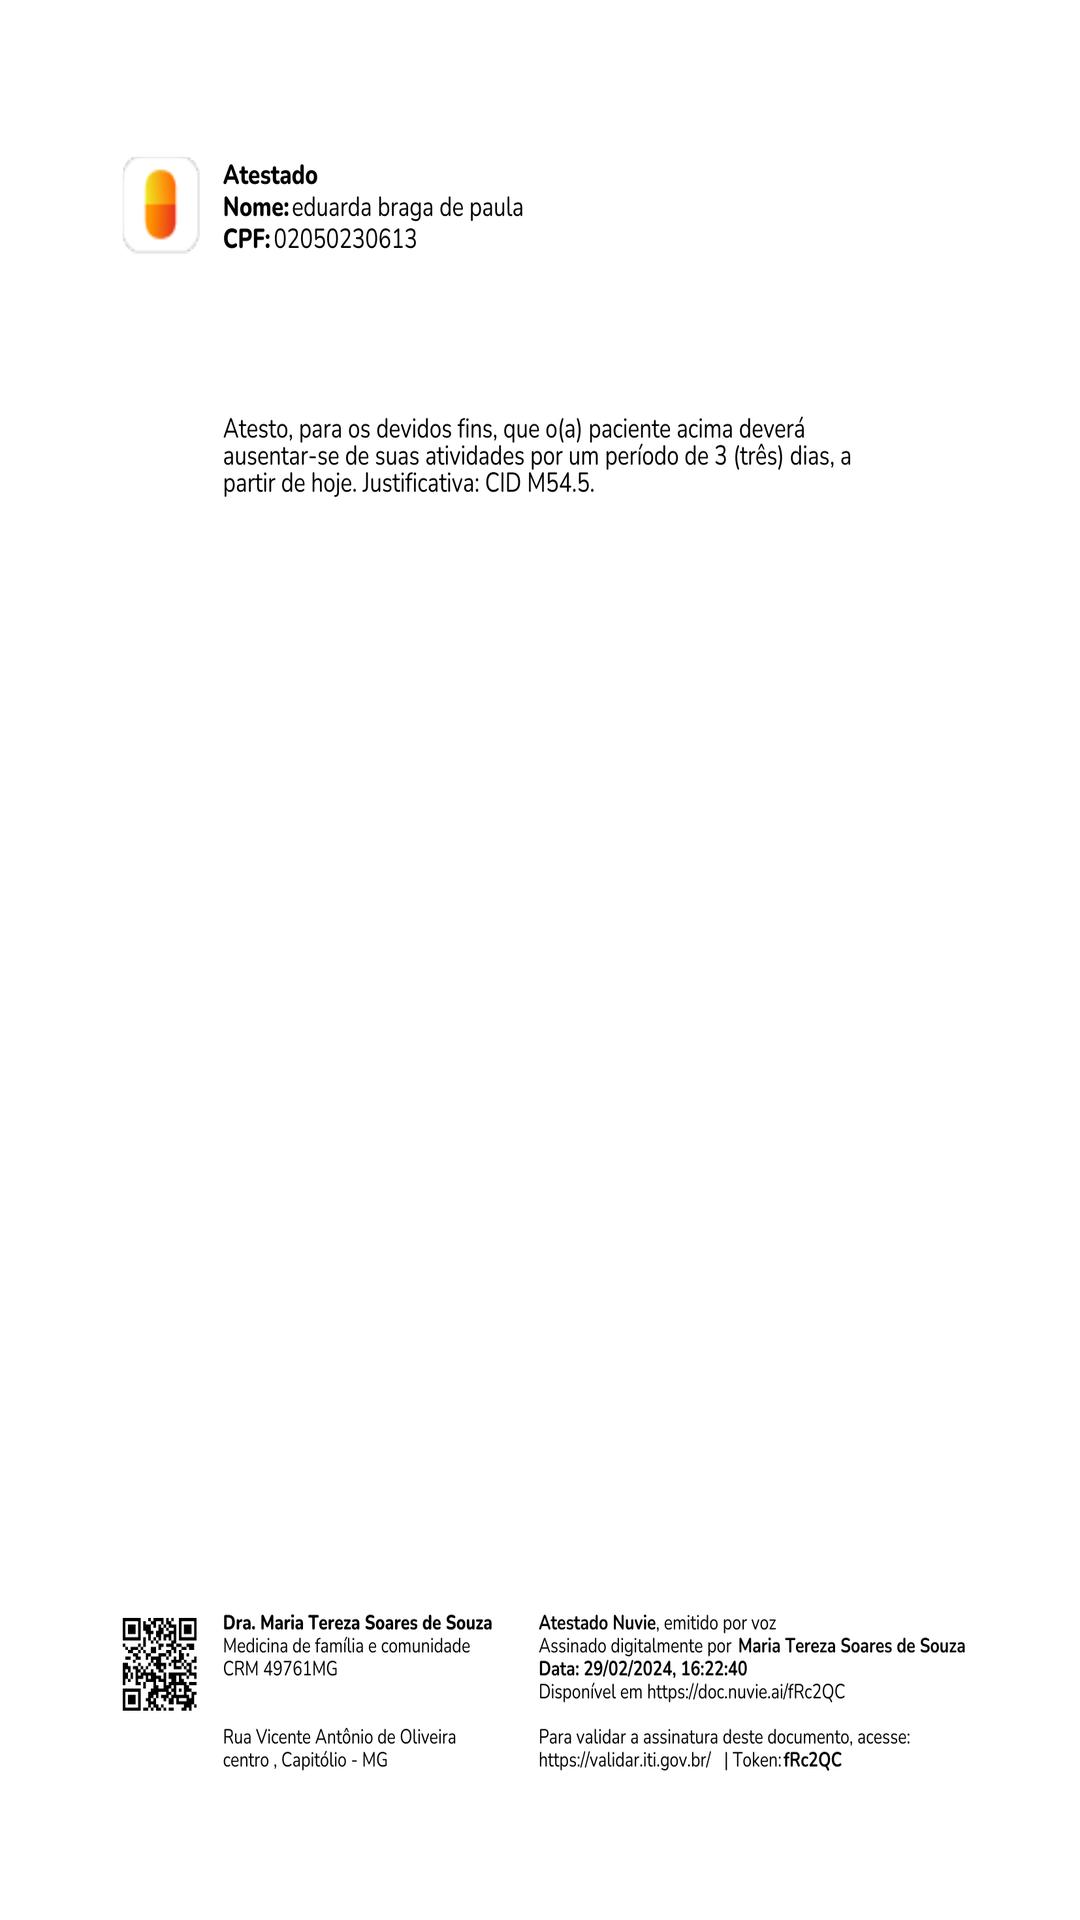 Atestado
Nome: eduarda braga de paula
CPF: 02050230613
Atesto, para os devidos fins, que o(a) paciente acima deverá
ausentar-se de suas atividades por um período de 3 (três) dias, a
partir de hoje. Justificativa: CID M54.5.
Dra. Maria Tereza Soares de Souza
Medicina de família e comunidade
CRM 49761MG
Rua Vicente Antônio de Oliveira
centro , Capitólio - MG
Atestado Nuvie, emitido por voz
Assinado digitalmente por Maria Tereza Soares de Souza
Data: 29/02/2024, 16:22:40
Disponível em https://doc.nuvie.ai/fRc2QC
Para validar a assinatura deste documento, acesse:
https://validar.iti.gov.br/ | Token: fRc2QC